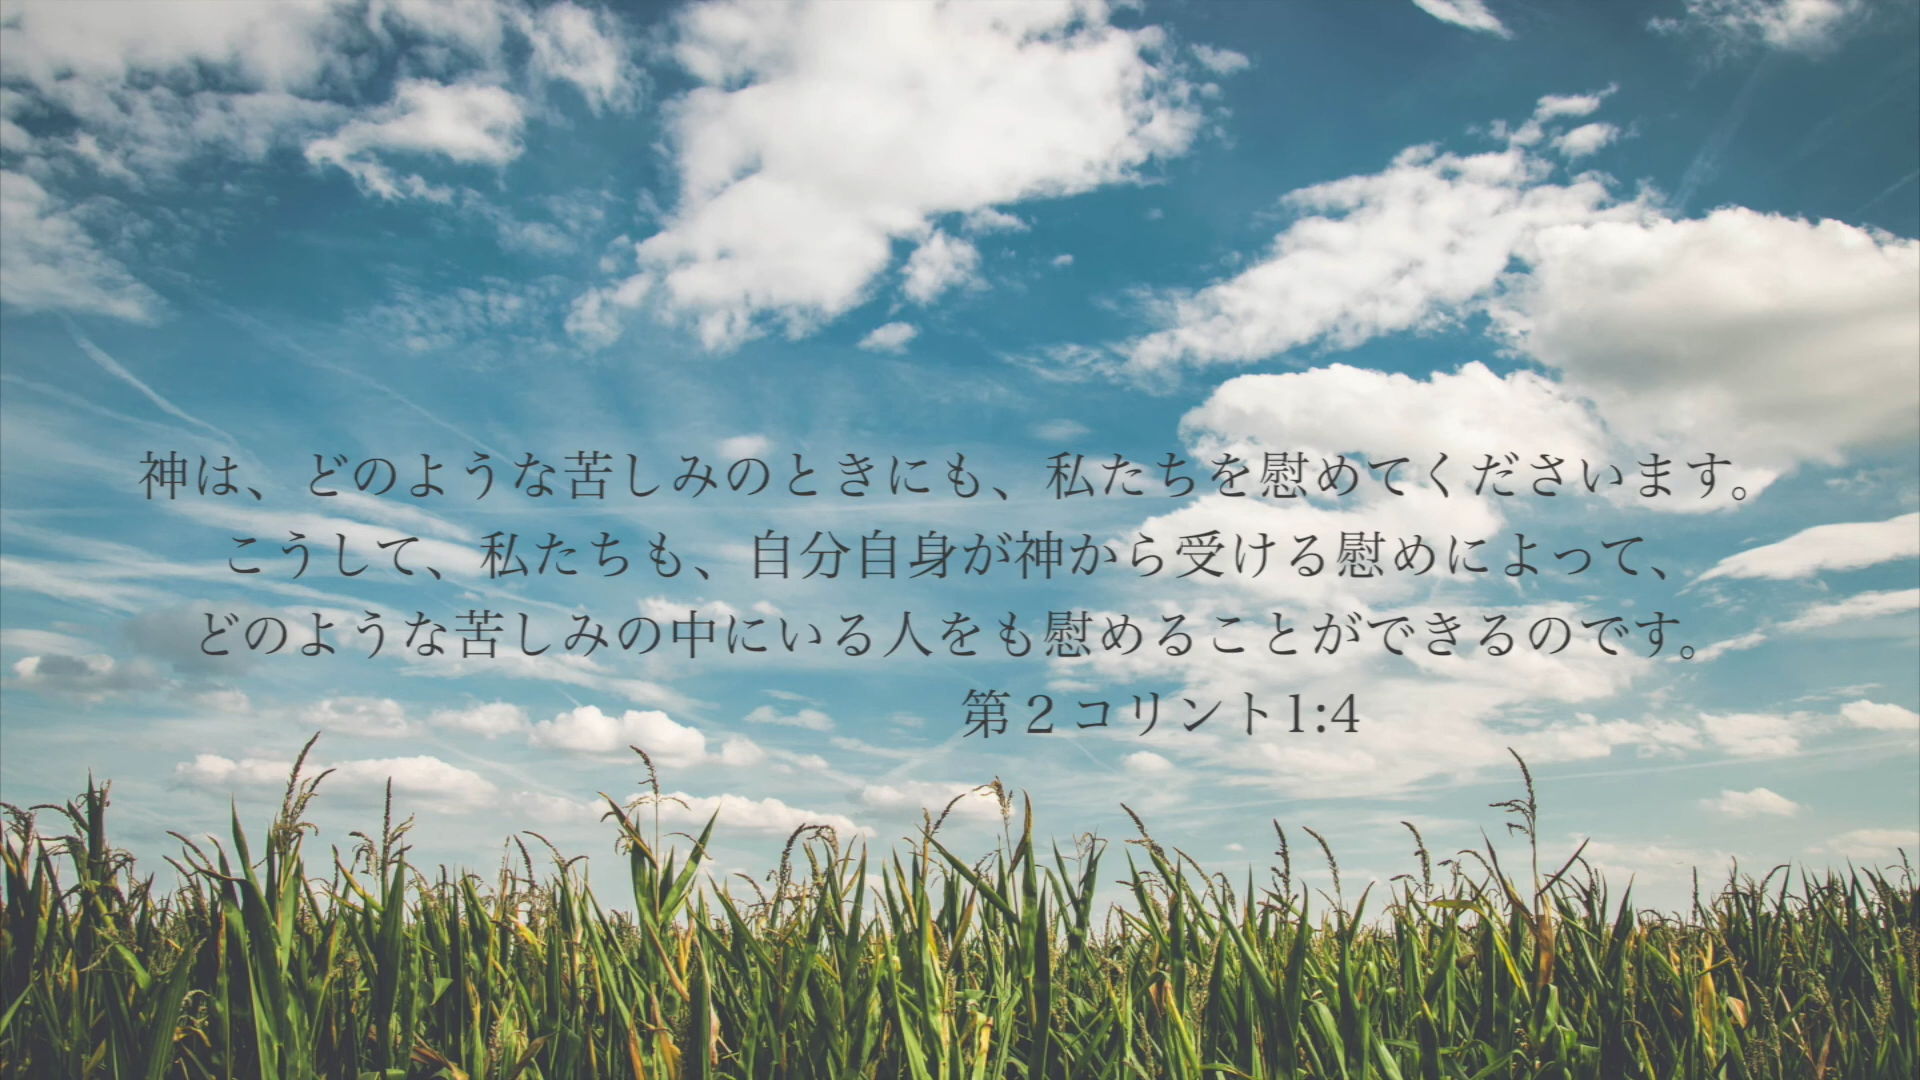 神は、どのような苦しみのときにも、私たちを慰めてくださいます。
こうして、私たちも、自分自身が神から受ける慰めによって、
どのような苦しみの中にいる人をも慰めることができるのです。
第２コリント1:4